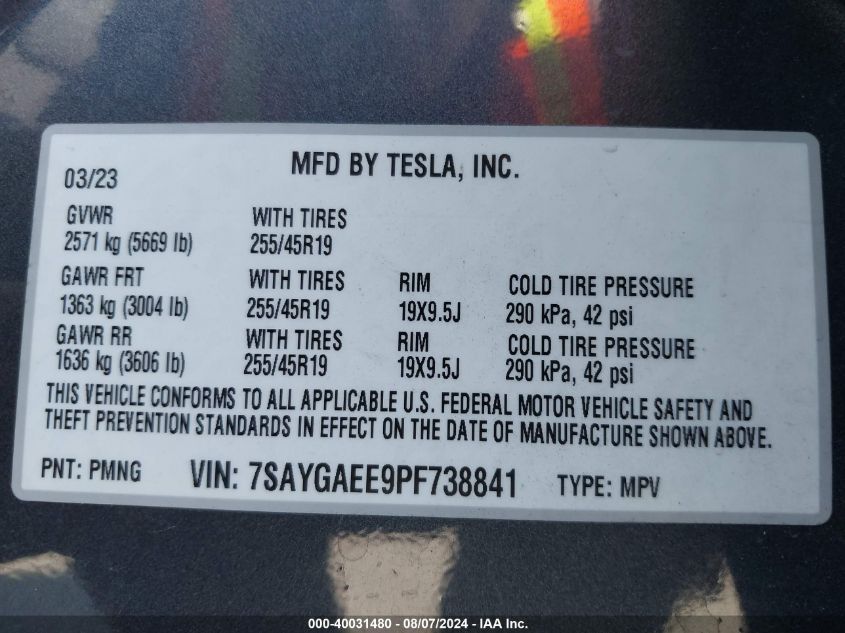 MFD BY TESLA, INC.
03/23
GVWR WITH TIRES
2571 kg (5669 lb) 255/45R19
GAWR FRT WITH TIRES RIM COLD TIRE PRESSURE
1363 kg (3004 lb) 255/45R19 19X9.5J 290 kPa, 42 psi
GAWR RR WITH TIRES RIM COLD TIRE PRESSURE
1636 kg (3606 lb) 255/45R19 19X9.5J 290 kPa, 42 psi
THIS VEHICLE CONFORMS TO ALL APPLICABLE U.S. FEDERAL MOTOR VEHICLE SAFETY AND
THEFT PREVENTION STANDARDS IN EFFECT ON THE DATE OF MANUFACTURE SHOWN ABOVE.
PNT: PMNG VIN: 7SAYGAEE9PF738841 TYPE: MPV
000-40031480 - 08/07/2024 - IAA Inc.